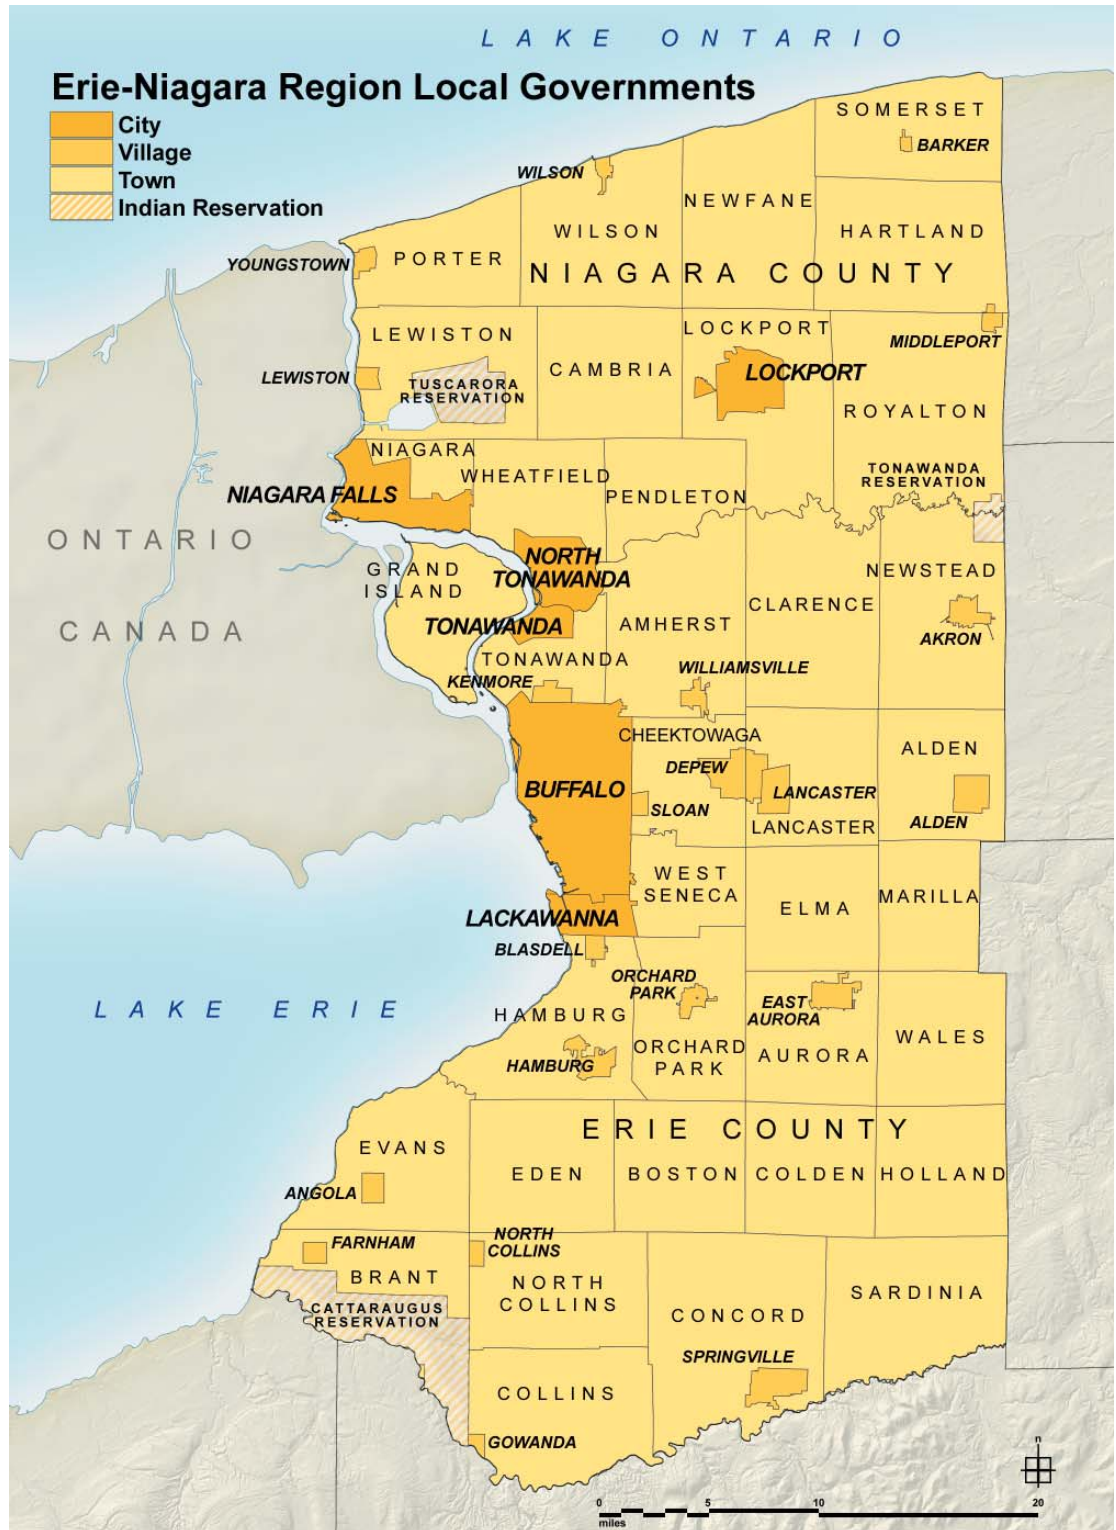 LAKE ONTARIO
Erie-Niagara Region Local Governments
City
Village
Town
Indian Reservation
SOMERSET
BARKER
WILSON
NEWFANE
WILSON
HARTLAND
YOUNGSTOWN
PORTER
NIAGARA COUNTY
LEWISTON
LOCKPORT
MIDDLEPORT
LEWISTON
TUSCARORA
RESERVATION
CAMBRIA
LOCKPORT
ROYALTON
NIAGARA
WHEATFIELD
TONAWANDA
RESERVATION
NIAGARA FALLS
PENDLETON
ONTARIO
CANADA
GRAND
ISLAND
NORTH
TONAWANDA
NEWSTEAD
CLARENCE
TONAWANDA
AMHERST
AKRON
TONAWANDA
WILLIAMSVILLE
KENMORE
CHEEKTOWAGA
ALDEN
DEPEW
BUFFALO
LANCASTER
SLOAN
ALDEN
LANCASTER
WEST
SENECA
MARILLA
ELMA
LACKAWANNA
BLASDELL
ORCHARD
PARK
LAKE ERIE
HAMBURG
EAST
AURORA
WALES
ORCHARD
PARK
AURORA
HAMBURG
ERIE COUNTY
EVANS
EDEN
BOSTON
COLDEN
HOLLAND
ANGOLA
FARNHAM
NORTH
COLLINS
BRANT
NORTH
COLLINS
SARDINIA
CATTARAUGUS
RESERVATION
CONCORD
SPRINGVILLE
COLLINS
GOWANDA
n
0 5 10 20
miles